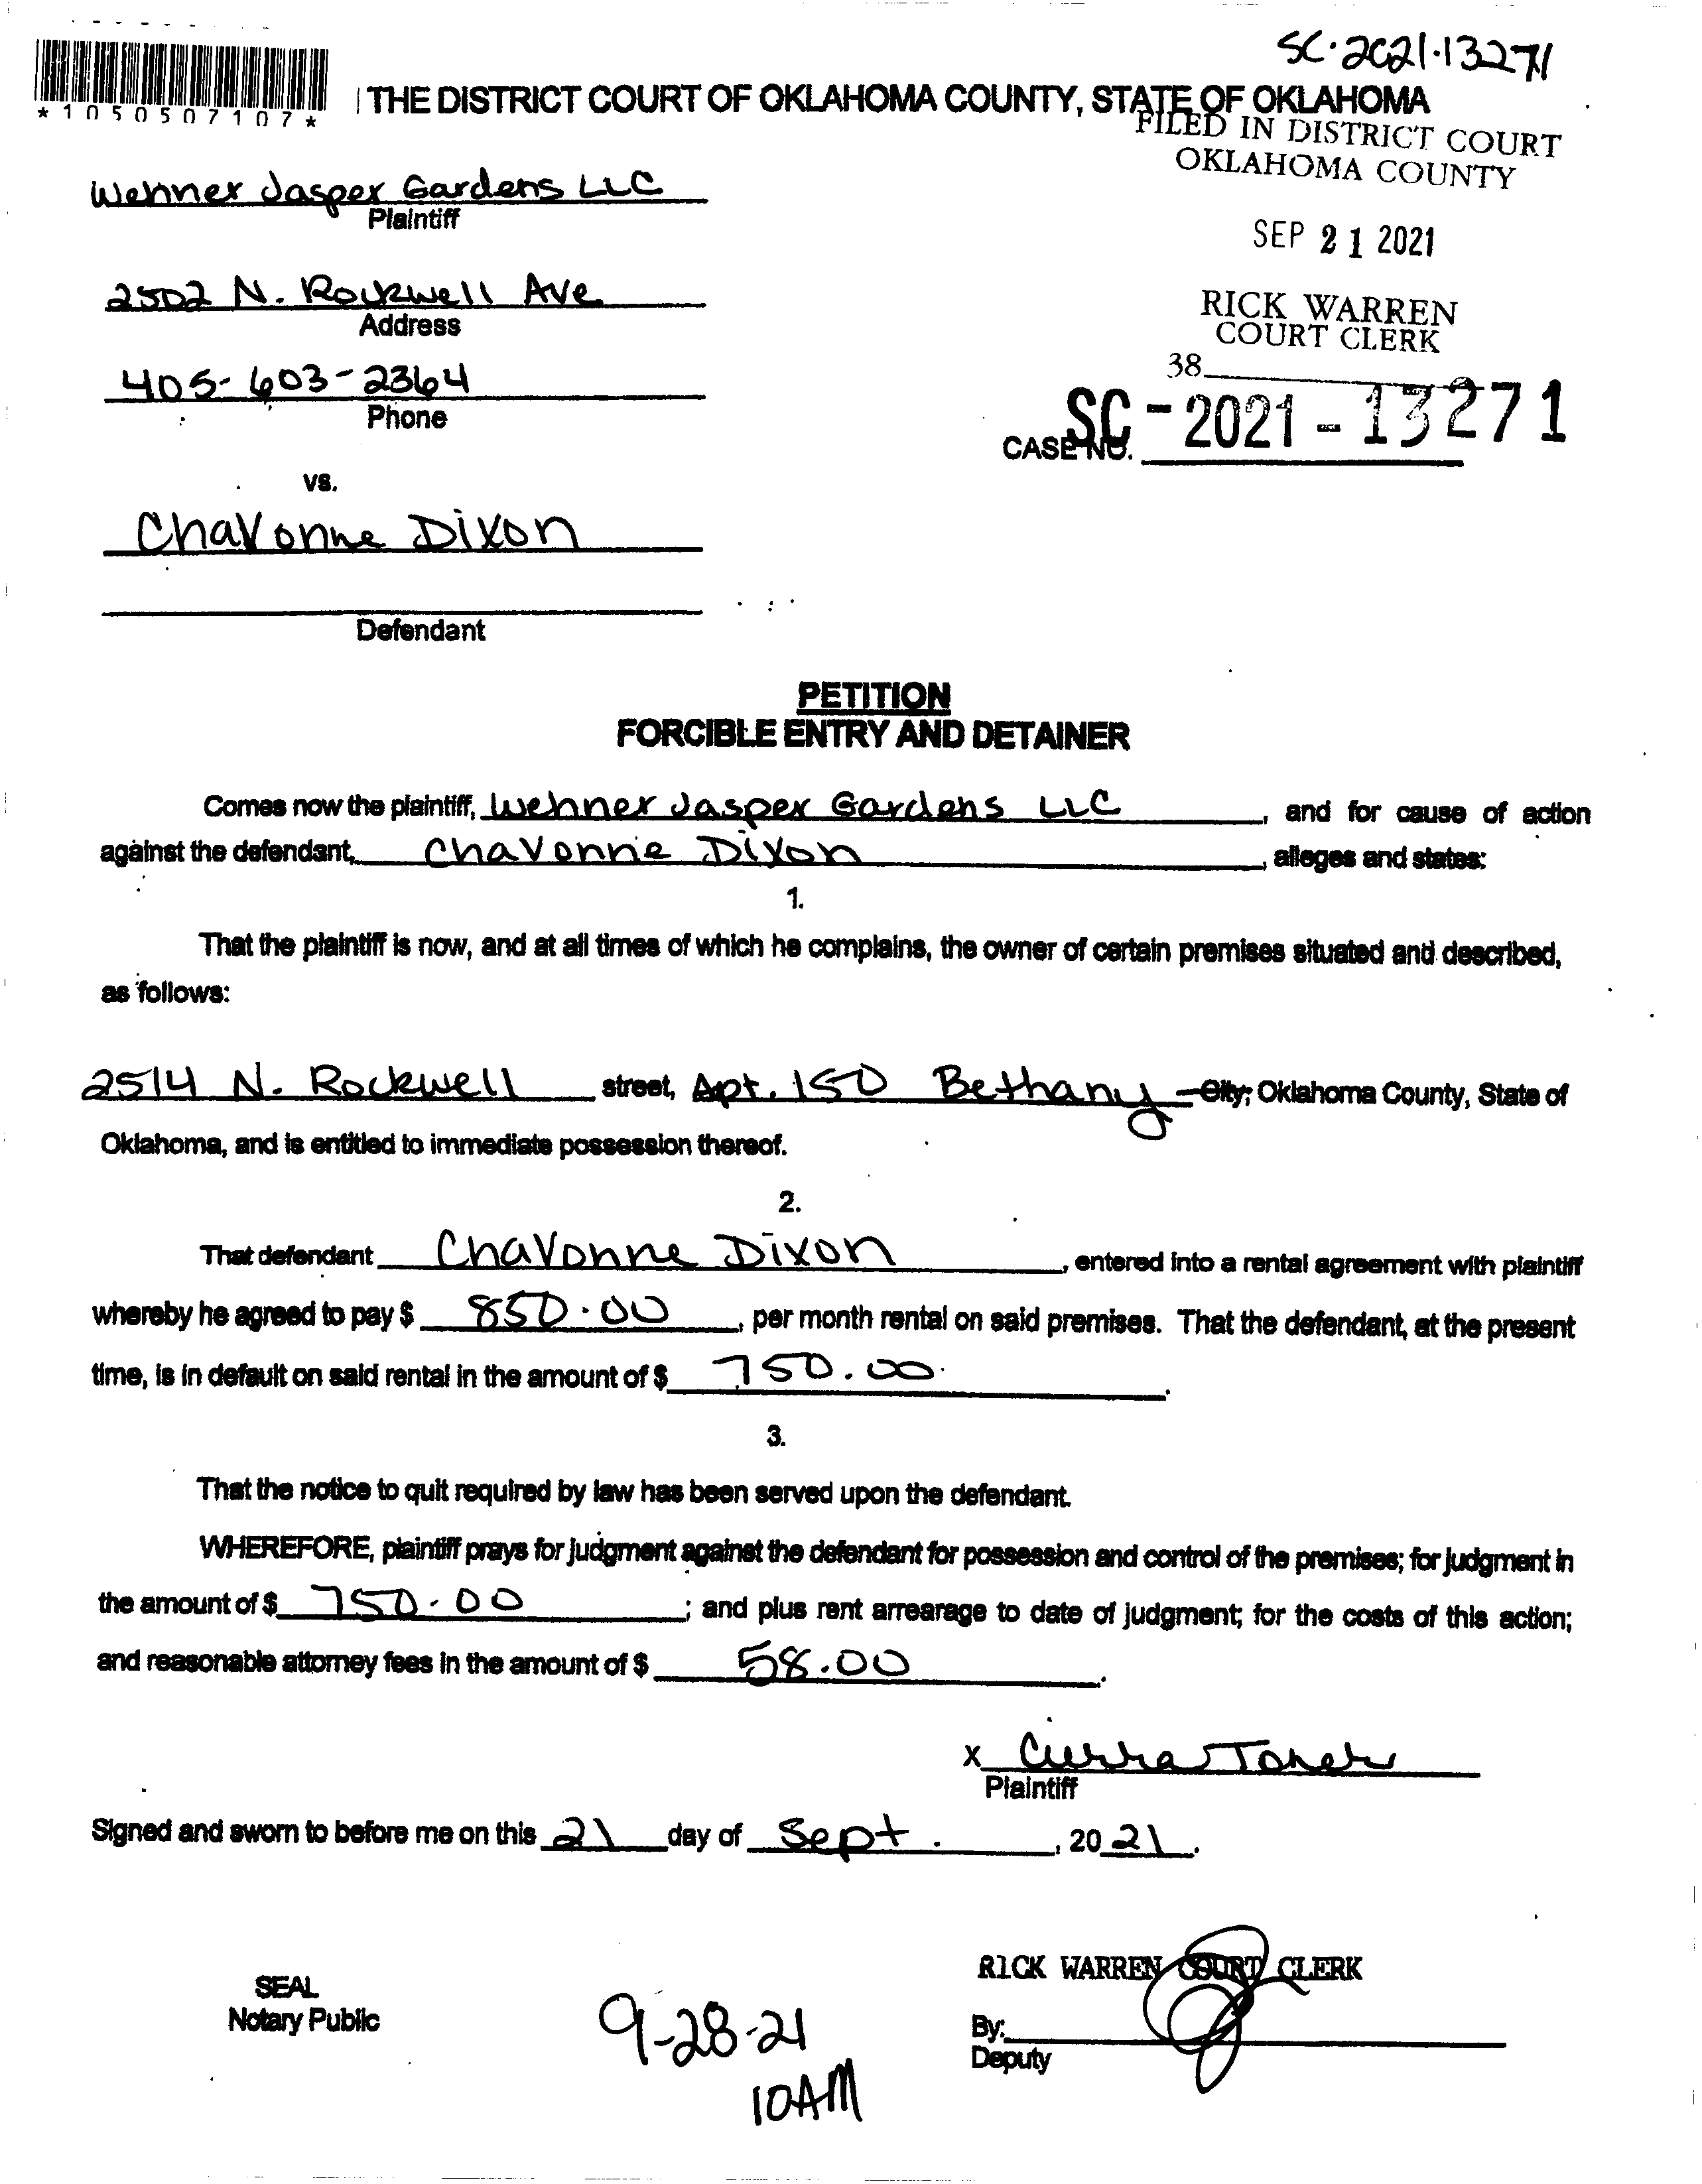 SC-2021-13271
*1050507107*
THE DISTRICT COURT OF OKLAHOMA COUNTY, STATE OF OKLAHOMA
FILED IN DISTRICT COURT
OKLAHOMA COUNTY
Wehner Jasper Gardens LLC
Plaintiff
SEP 21 2021
2502 N. Rockwell Ave
Address
RICK WARREN
COURT CLERK
38
405-603-2364
Phone
CASE NO. SC-2021-13271
vs.
Chavonne Dixon
Defendant
PETITION
FORCIBLE ENTRY AND DETAINER
Comes now the plaintiff, Wehner Jasper Gardens LLC, and for cause of action
against the defendant, Chavonne Dixon, alleges and states:
1.
That the plaintiff is now, and at all times of which he complains, the owner of certain premises situated and described,
as follows:
2514 N. Rockwell street, Apt. 150 Bethany City; Oklahoma County, State of
Oklahoma, and is entitled to immediate possession thereof.
2.
That defendant Chavonne Dixon, entered into a rental agreement with plaintiff
whereby he agreed to pay $ 850.00, per month rental on said premises. That the defendant, at the present
time, is in default on said rental in the amount of $ 750.00.
3.
That the notice to quit required by law has been served upon the defendant.
WHEREFORE, plaintiff prays for judgment against the defendant for possession and control of the premises; for judgment in
the amount of $ 750.00; and plus rent arrearage to date of judgment; for the costs of this action;
and reasonable attorney fees in the amount of $ 58.00.
x
Plaintiff
Signed and sworn to before me on this 21 day of Sept., 2021.
RICK WARREN COURT CLERK
SEAL
Notary Public
9-28-21
10AM
By:
Deputy